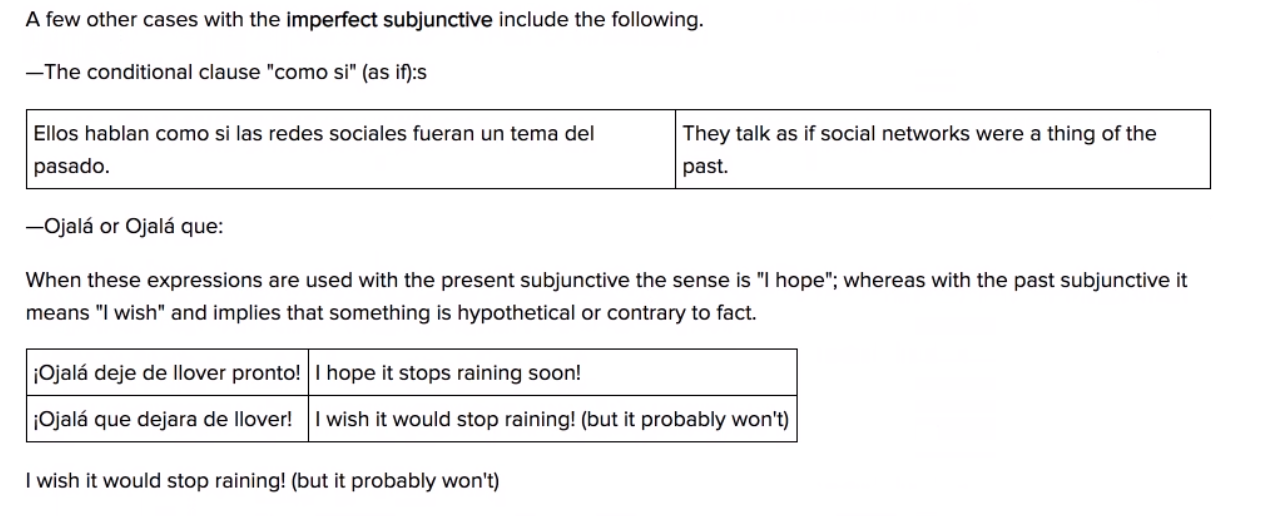 A few other cases with the imperfect subjunctive include the following.
—The conditional clause "como si" (as if):s
Ellos hablan como si las redes sociales fueran un tema del
pasado.
They talk as if social networks were a thing of the
past.
—Ojalá or Ojalá que:
When these expressions are used with the present subjunctive the sense is "I hope"; whereas with the past subjunctive it
means "I wish" and implies that something is hypothetical or contrary to fact.
¡Ojalá deje de llover pronto! I hope it stops raining soon!
¡Ojalá que dejara de llover! I wish it would stop raining! (but it probably won't)
I wish it would stop raining! (but it probably won't)